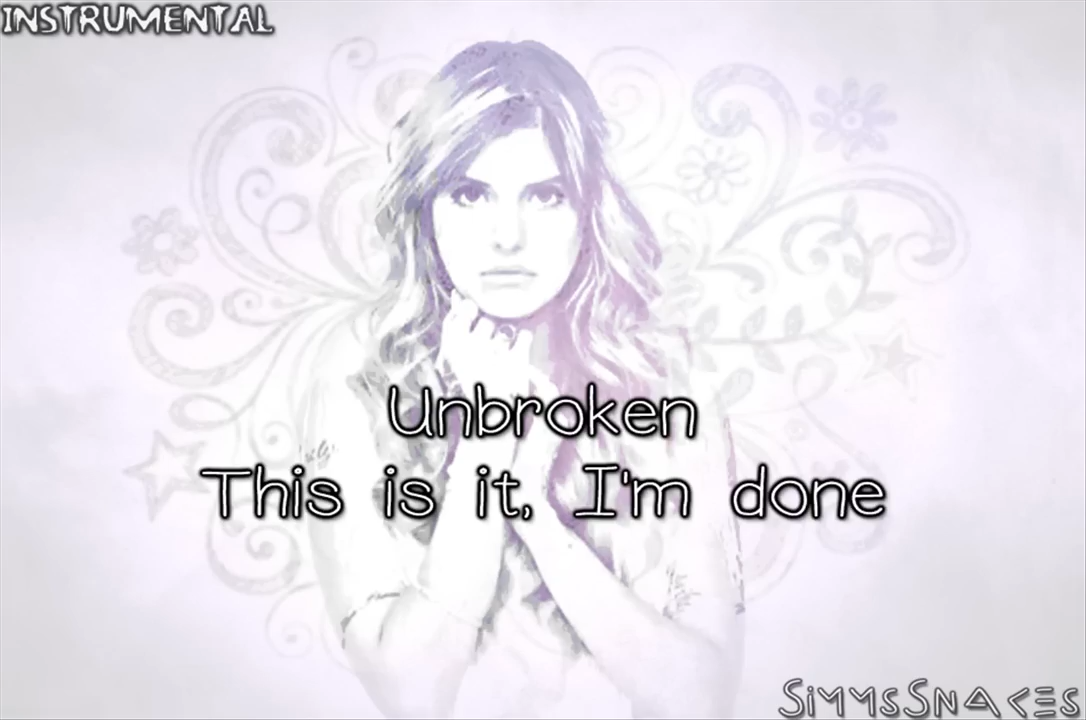 INSTRUMENTAL
Unbroken
This is it, I'm done
SimmsSnaces